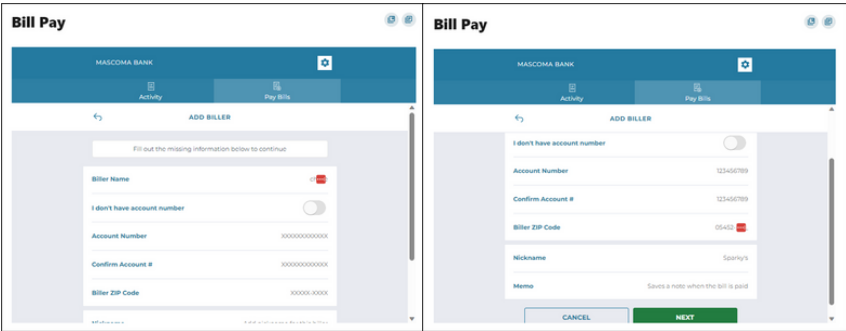 Bill Pay
MASCOMA BANK
Activity
Pay Bills
ADD BILLER
Fill out the missing information below to continue
Biller Name
I don't have account number
Account Number
XXXXXXXXXXXX
Confirm Account #
XXXXXXXXXXXX
Biller ZIP Code
XXXXX-XXXX
Bill Pay
MASCOMA BANK
Activity
Pay Bills
ADD BILLER
I don't have account number
Account Number
123456789
Confirm Account #
123456789
Biller ZIP Code
05452
Nickname
Sparky's
Memo
Saves a note when the bill is paid
CANCEL
NEXT